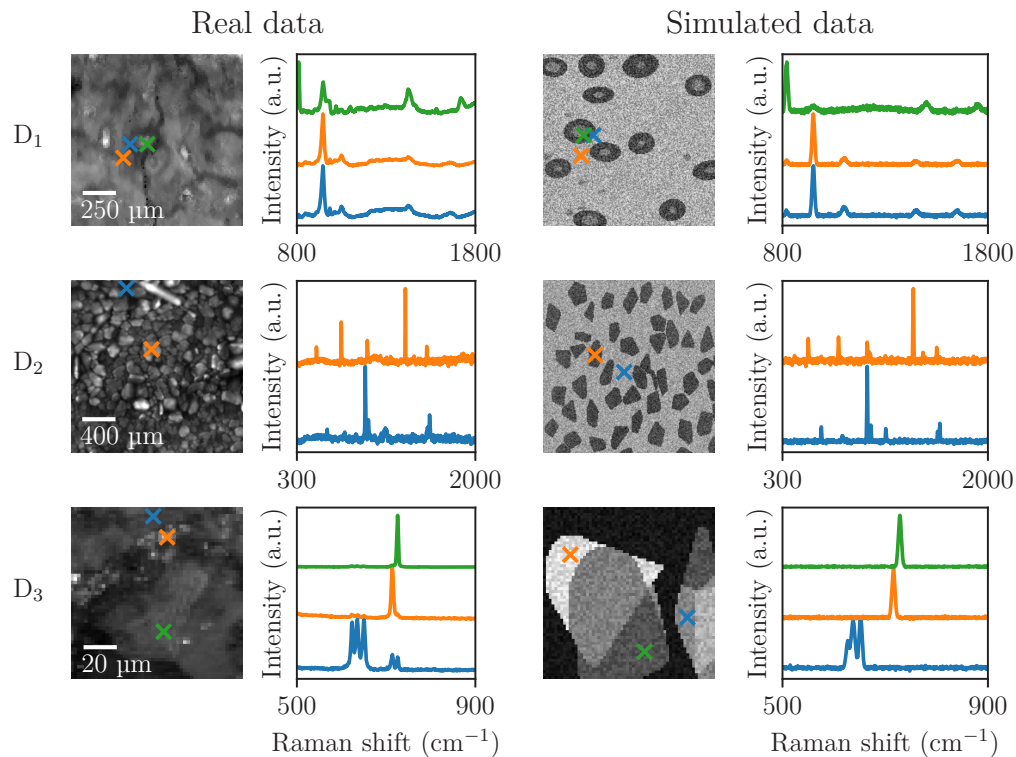 Real data
Simulated data
D₁
250 µm
Intensity (a.u.)
800 1800
Intensity (a.u.)
800 1800
D₂
400 µm
Intensity (a.u.)
300 2000
Intensity (a.u.)
300 2000
D₃
20 µm
Intensity (a.u.)
500 900
Raman shift (cm⁻¹)
Intensity (a.u.)
500 900
Raman shift (cm⁻¹)